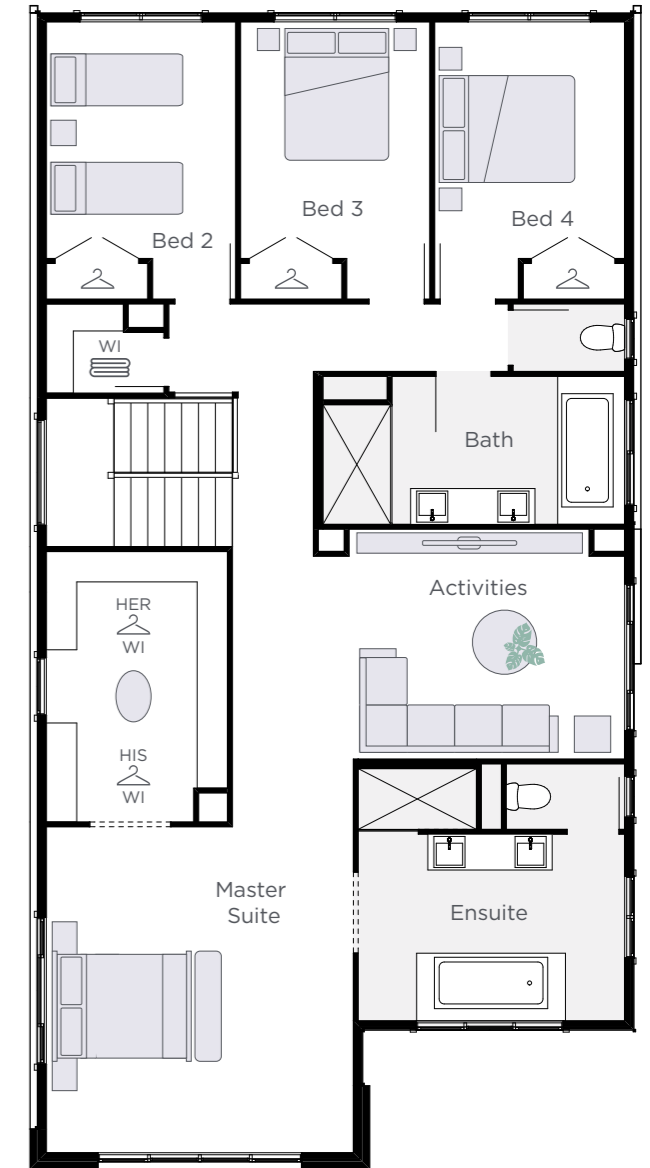 Bed 2
Bed 3
Bed 4
WI
Bath
Activities
HER
WI
HIS
WI
Master
Suite
Ensuite